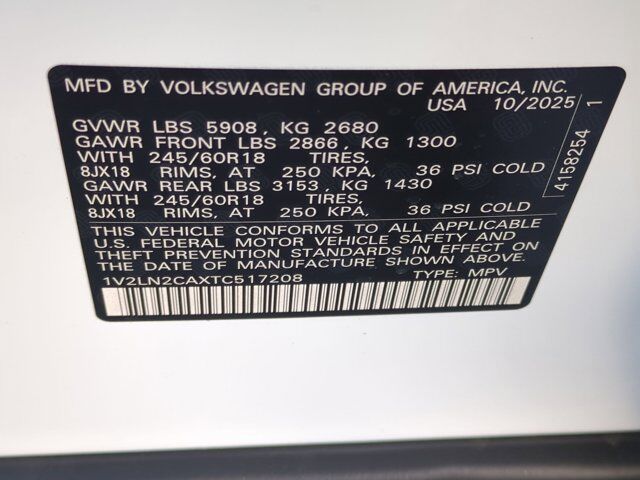 MFD BY VOLKSWAGEN GROUP OF AMERICA, INC.
USA 10/2025
GVWR LBS 5908, KG 2680
GAWR FRONT LBS 2866, KG 1300
WITH 245/60R18 TIRES,
8JX18 RIMS, AT 250 KPA, 36 PSI COLD
GAWR REAR LBS 3153, KG 1430
WITH 245/60R18 TIRES,
8JX18 RIMS, AT 250 KPA, 36 PSI COLD
THIS VEHICLE CONFORMS TO ALL APPLICABLE
U.S. FEDERAL MOTOR VEHICLE SAFETY AND
THEFT PREVENTION STANDARDS IN EFFECT ON
THE DATE OF MANUFACTURE SHOWN ABOVE.
1V2LN2CAXTC517208 TYPE: MPV
4158254 1